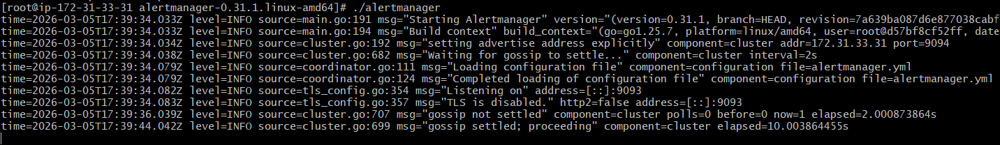 [root@ip-172-31-33-31 alertmanager-0.31.1.linux-amd64]# ./alertmanager
time=2026-03-05T17:39:34.033Z level=INFO source=main.go:191 msg="Starting Alertmanager" version="(version=0.31.1, branch=HEAD, revision=7a639ba087d6e877038cabf
time=2026-03-05T17:39:34.033Z level=INFO source=main.go:194 msg="Build context" build_context="(go=go1.25.7, platform=linux/amd64, user=root@d57bf8cf52ff, date
time=2026-03-05T17:39:34.034Z level=INFO source=cluster.go:192 msg="setting advertise address explicitly" component=cluster addr=172.31.33.31 port=9094
time=2026-03-05T17:39:34.038Z level=INFO source=cluster.go:682 msg="Waiting for gossip to settle..." component=cluster interval=2s
time=2026-03-05T17:39:34.079Z level=INFO source=coordinator.go:111 msg="Loading configuration file" component=configuration file=alertmanager.yml
time=2026-03-05T17:39:34.079Z level=INFO source=coordinator.go:124 msg="Completed loading of configuration file" component=configuration file=alertmanager.yml
time=2026-03-05T17:39:34.082Z level=INFO source=tls_config.go:354 msg="Listening on" address=[::]:9093
time=2026-03-05T17:39:34.083Z level=INFO source=tls_config.go:357 msg="TLS is disabled." http2=false address=[::]:9093
time=2026-03-05T17:39:36.039Z level=INFO source=cluster.go:707 msg="gossip not settled" component=cluster polls=0 before=0 now=1 elapsed=2.000873864s
time=2026-03-05T17:39:44.042Z level=INFO source=cluster.go:699 msg="gossip settled; proceeding" component=cluster elapsed=10.003864455s